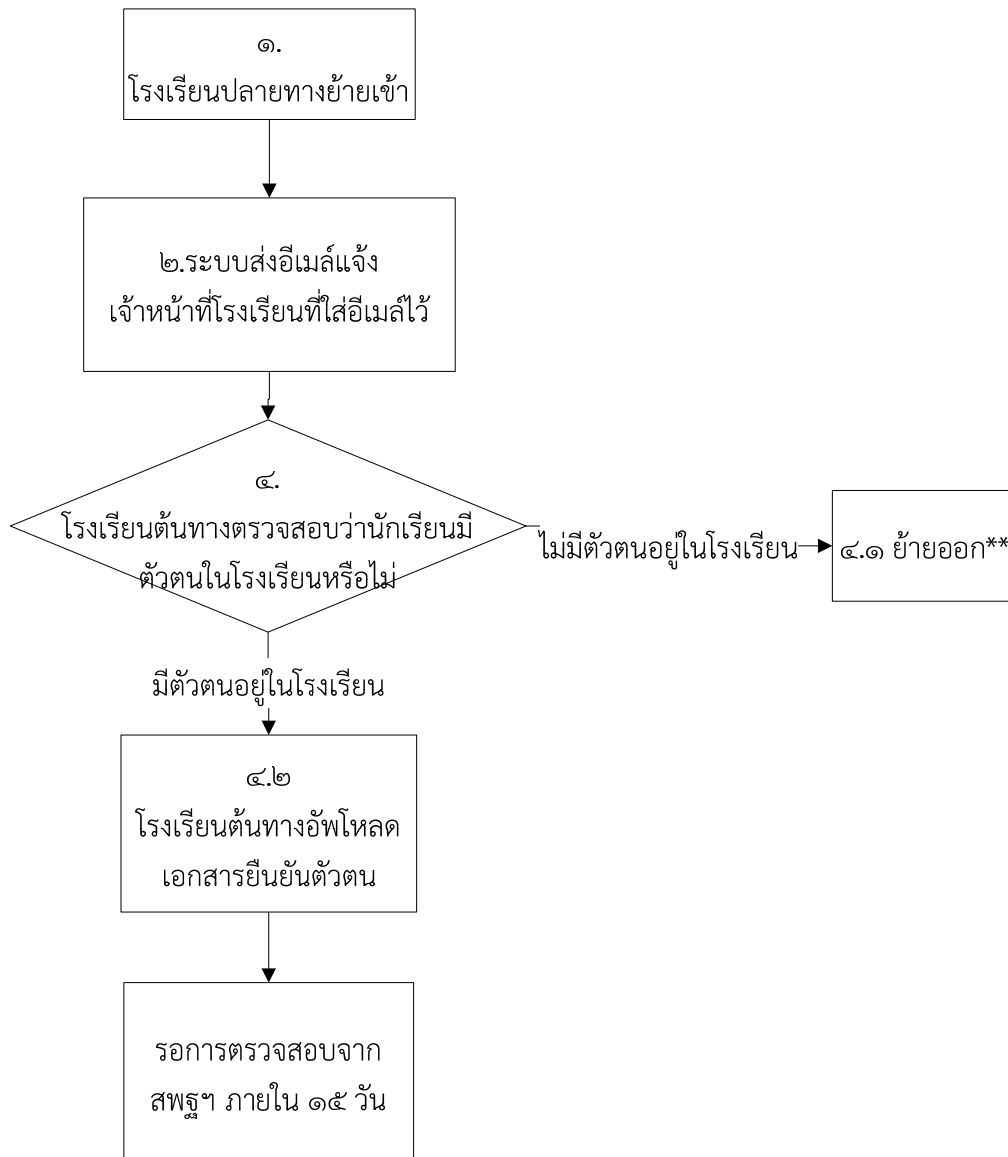 ๑.
โรงเรียนปลายทางย้ายเข้า
๒.ระบบส่งอีเมล์แจ้ง
เจ้าหน้าที่โรงเรียนที่ใส่อีเมล์ไว้
๔.
โรงเรียนต้นทางตรวจสอบว่านักเรียนมี
ตัวตนในโรงเรียนหรือไม่
ไม่มีตัวตนอยู่ในโรงเรียน
๔.๑ ย้ายออก**
มีตัวตนอยู่ในโรงเรียน
๔.๒
โรงเรียนต้นทางอัพโหลด
เอกสารยืนยันตัวตน
รอการตรวจสอบจาก
สพฐฯ ภายใน ๑๕ วัน